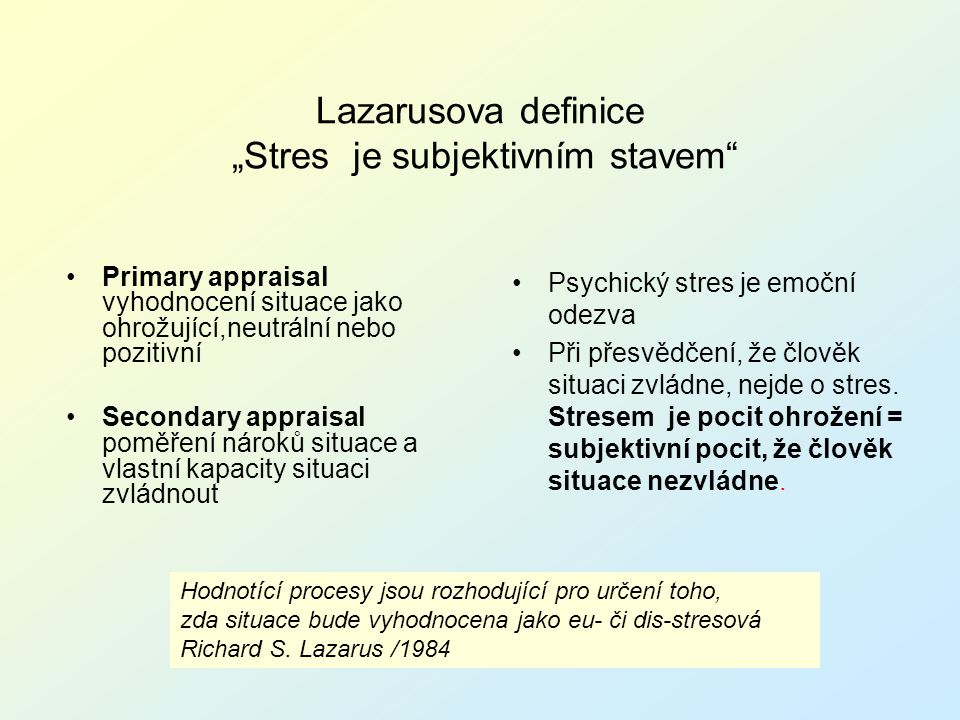 Lazarusova definice
„Stres  je subjektivním stavem“
• Primary appraisal
vyhodnocení situace jako
ohrožující,neutrální nebo
pozitivní
• Secondary appraisal
poměření nároků situace a
vlastní kapacity situaci
zvládnout
• Psychický stres je emoční
odezva
• Při přesvědčení, že člověk
situaci zvládne, nejde o stres.
Stresem  je pocit ohrožení =
subjektivní pocit, že člověk
situace nezvládne.
Hodnotící procesy jsou rozhodující pro určení toho,
zda situace bude vyhodnocena jako eu- či dis-stresová
Richard S. Lazarus /1984